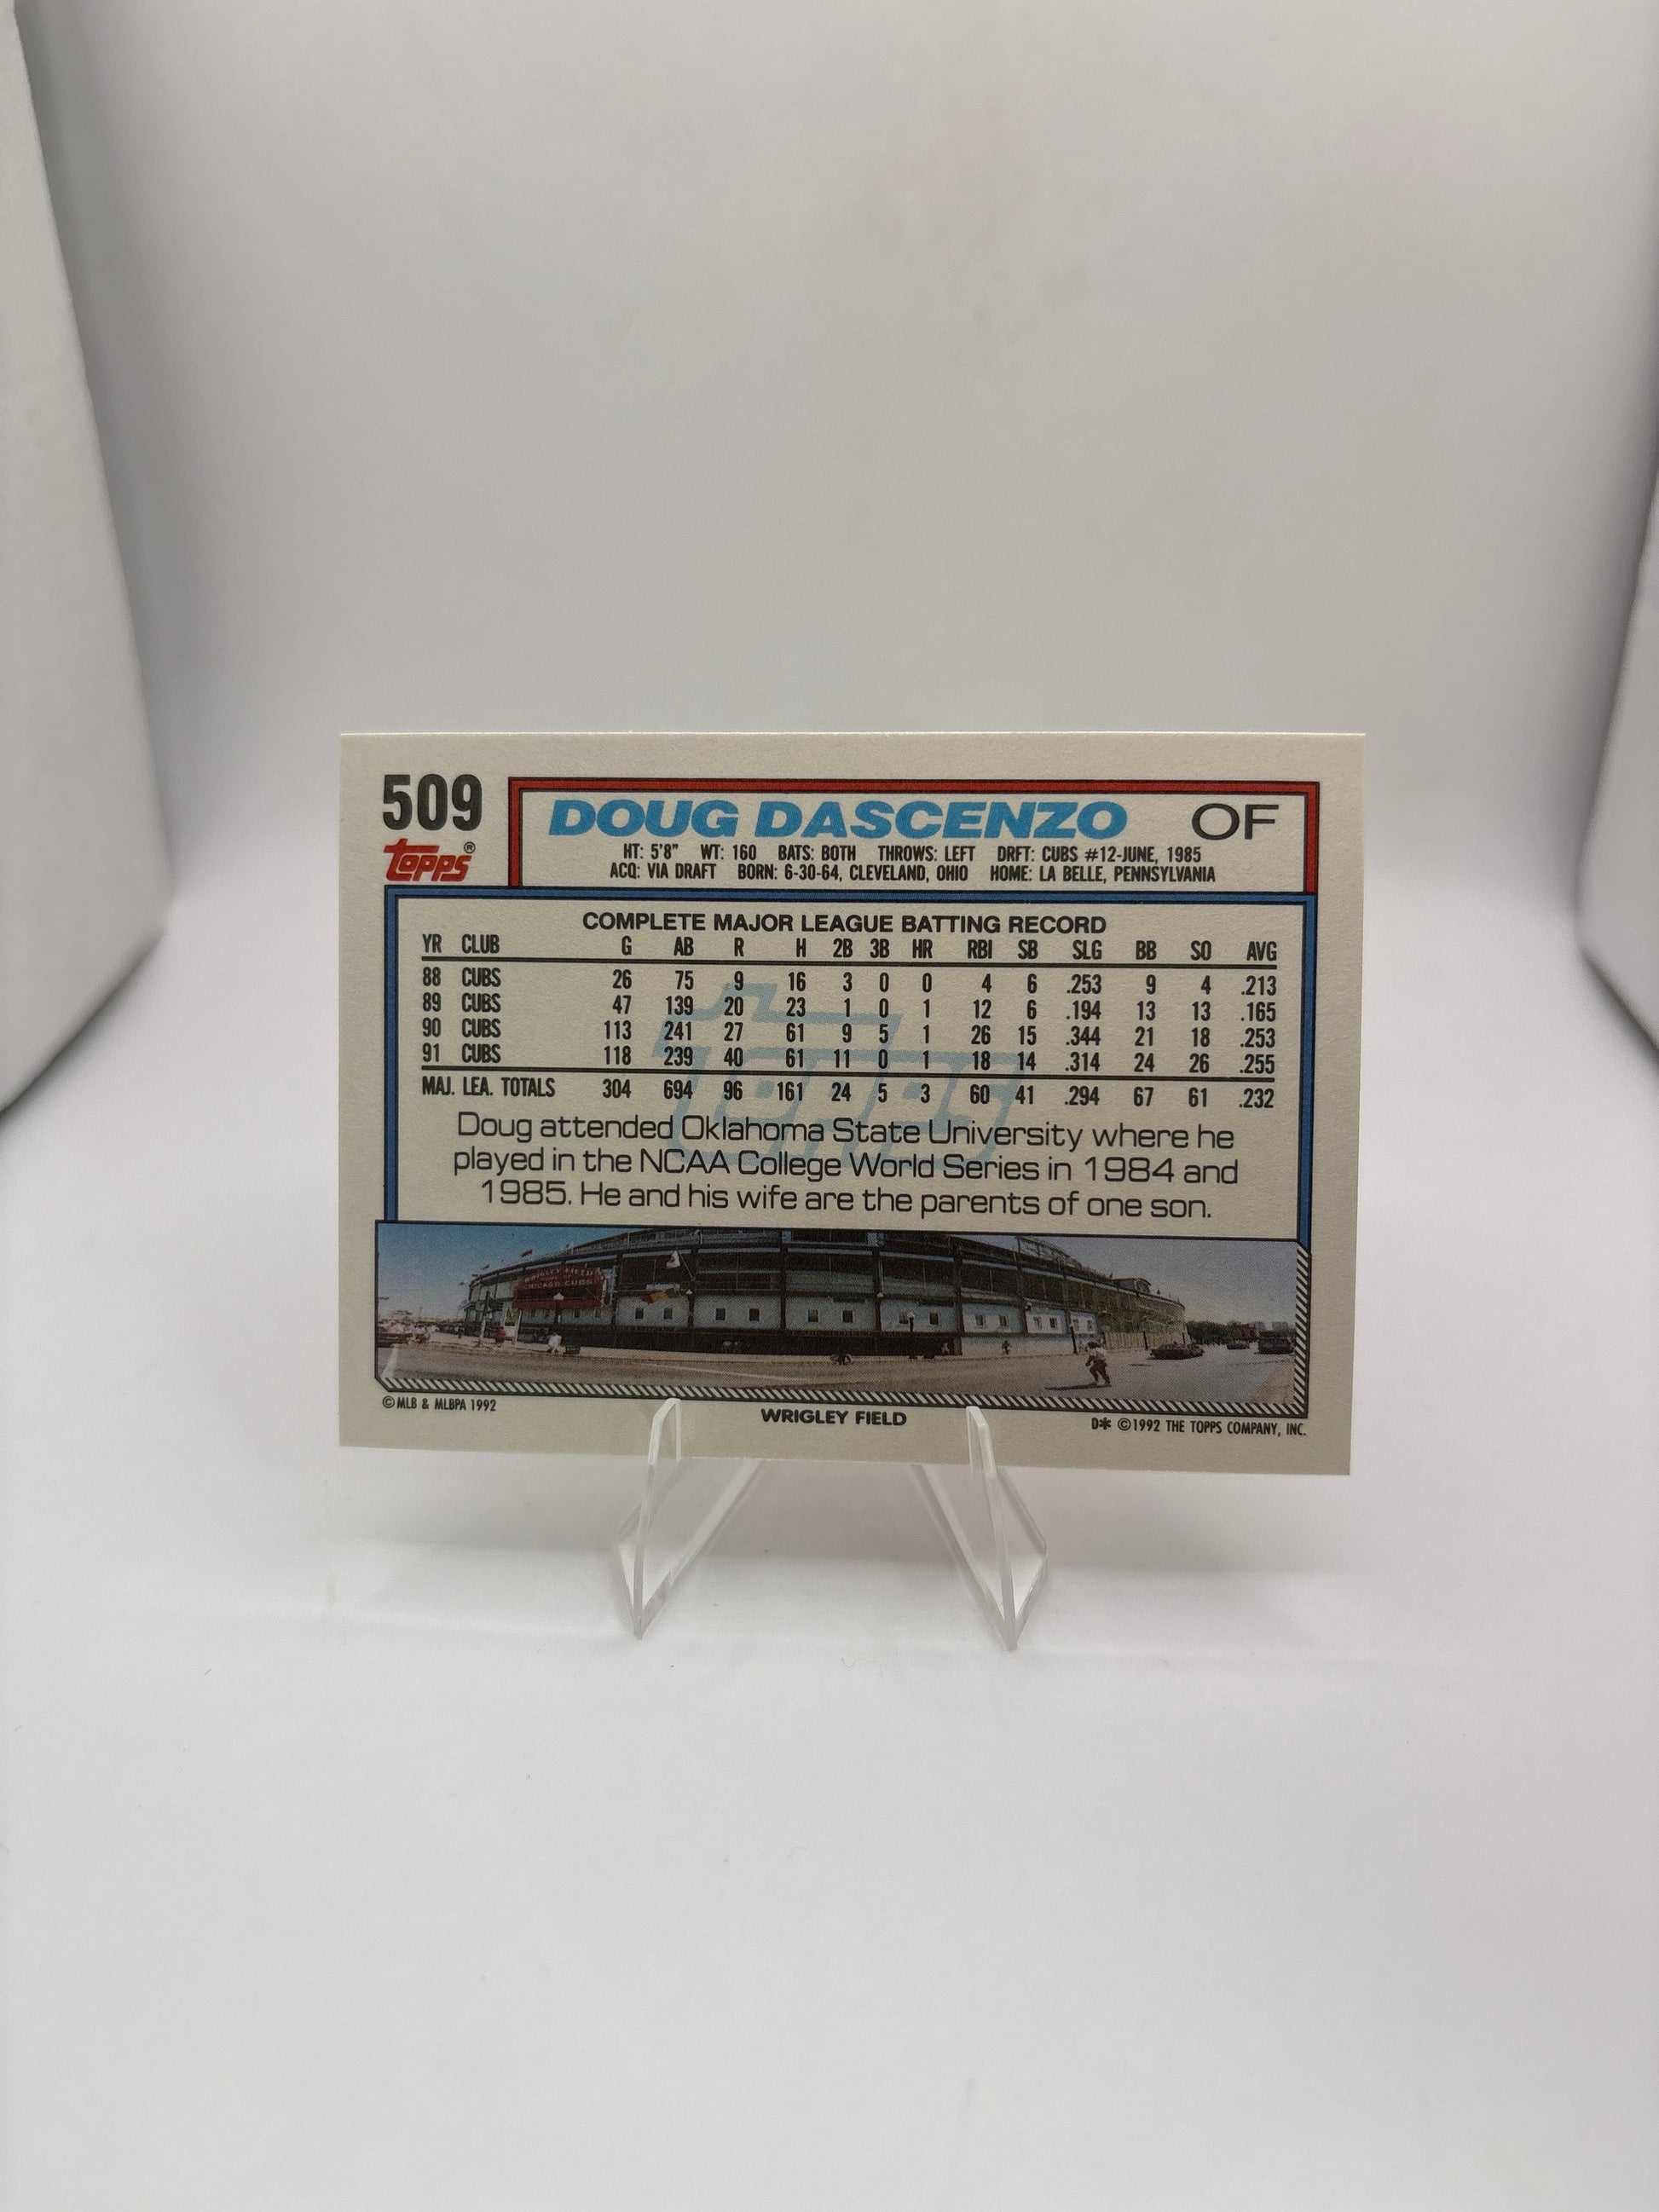 509
topps®
DOUG DASCENZO OF
HT: 5'8" WT: 160 BATS: BOTH THROWS: LEFT DRFT: CUBS #12-JUNE, 1985
ACQ: VIA DRAFT BORN: 6-30-64, CLEVELAND, OHIO HOME: LA BELLE, PENNSYLVANIA
COMPLETE MAJOR LEAGUE BATTING RECORD
YR CLUB G AB R H 2B 3B HR RBI SB SLG BB SO AVG
88 CUBS 26 75 9 16 3 0 0 4 6 .253 9 4 .213
89 CUBS 47 139 20 23 1 0 1 12 6 .194 13 13 .165
90 CUBS 113 241 27 61 9 5 1 26 15 .344 21 18 .253
91 CUBS 118 239 40 61 11 0 1 18 14 .314 24 26 .255
MAJ. LEA. TOTALS 304 694 96 161 24 5 3 60 41 .294 67 61 .232
topps
Doug attended Oklahoma State University where he
played in the NCAA College World Series in 1984 and
1985. He and his wife are the parents of one son.
WRIGLEY FIELD
CHICAGO CUBS
©MLB & MLBPA 1992
WRIGLEY FIELD
D* ©1992 THE TOPPS COMPANY, INC.